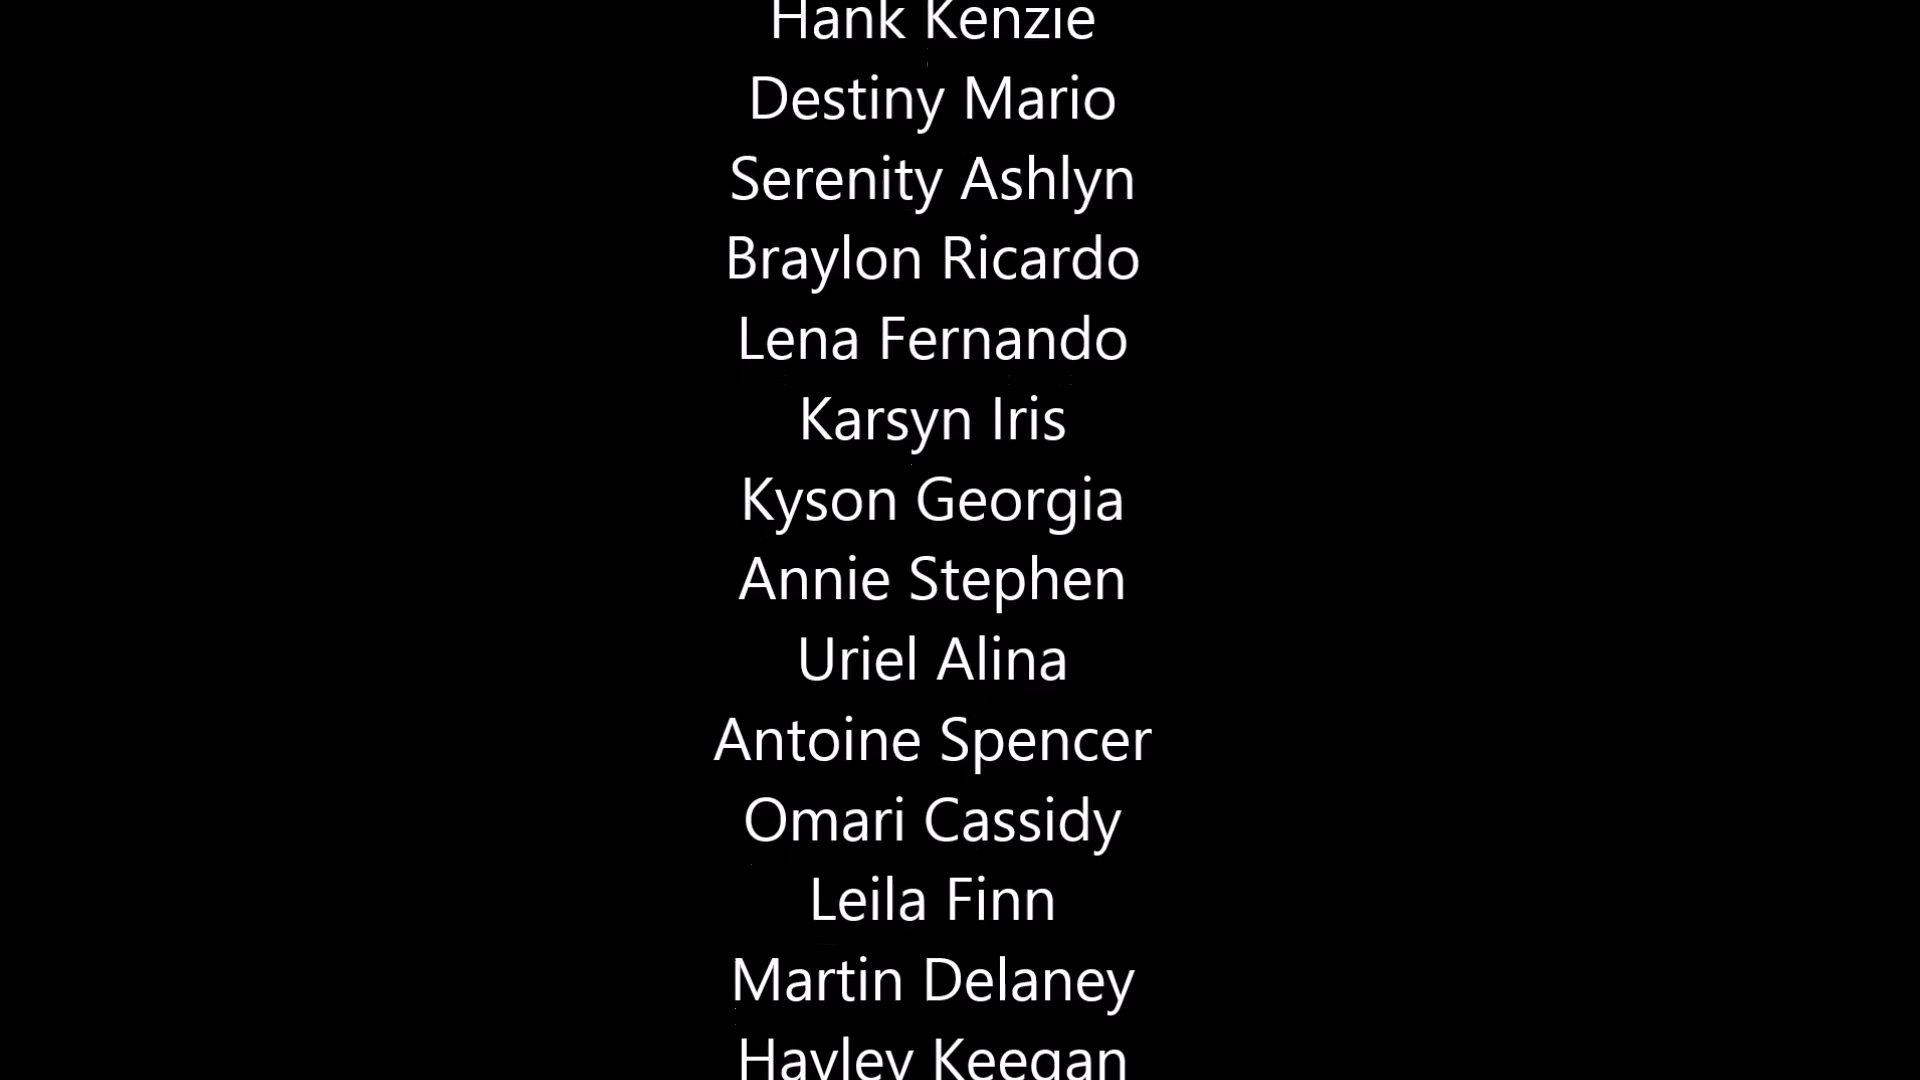 Hank Kenzie
Destiny Mario
Serenity Ashlyn
Braylon Ricardo
Lena Fernando
Karsyn Iris
Kyson Georgia
Annie Stephen
Uriel Alina
Antoine Spencer
Omari Cassidy
Leila Finn
Martin Delaney
Hayley Keegan